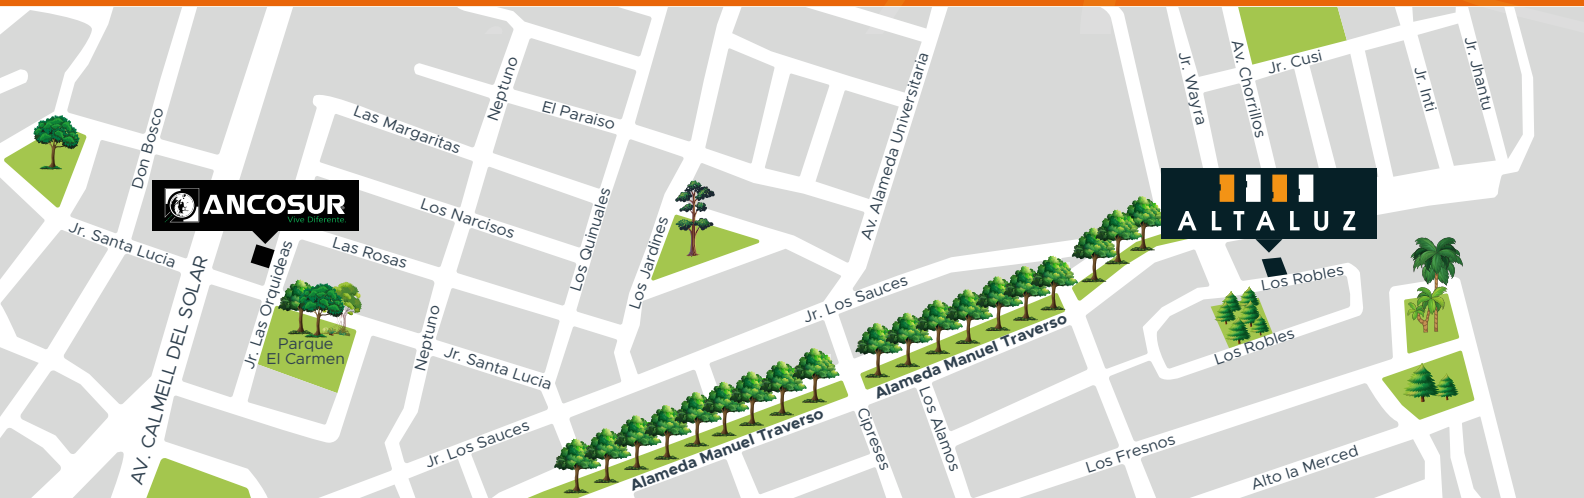 Neptuno
El Paraiso
Las Margaritas
Don Bosco
ANCOSUR
Vive Diferente.
Jr. Santa Lucia
Jr. Las Orquideas
Las Rosas
Los Narcisos
Los Quinuales
Los Jardines
Av. Alameda Universitaria
Jr. Wayra
Av. Chorrillos
Jr. Cusi
Jr. Inti
Jr. Jhantu
ALTALUZ
Los Robles
Los Robles
AV. CALMELL DEL SOLAR
Parque
El Carmen
Neptuno
Jr. Santa Lucia
Jr. Los Sauces
Jr. Los Sauces
Alameda Manuel Traverso
Alameda Manuel Traverso
Cipreses
Los Alamos
Los Fresnos
Alto la Merced